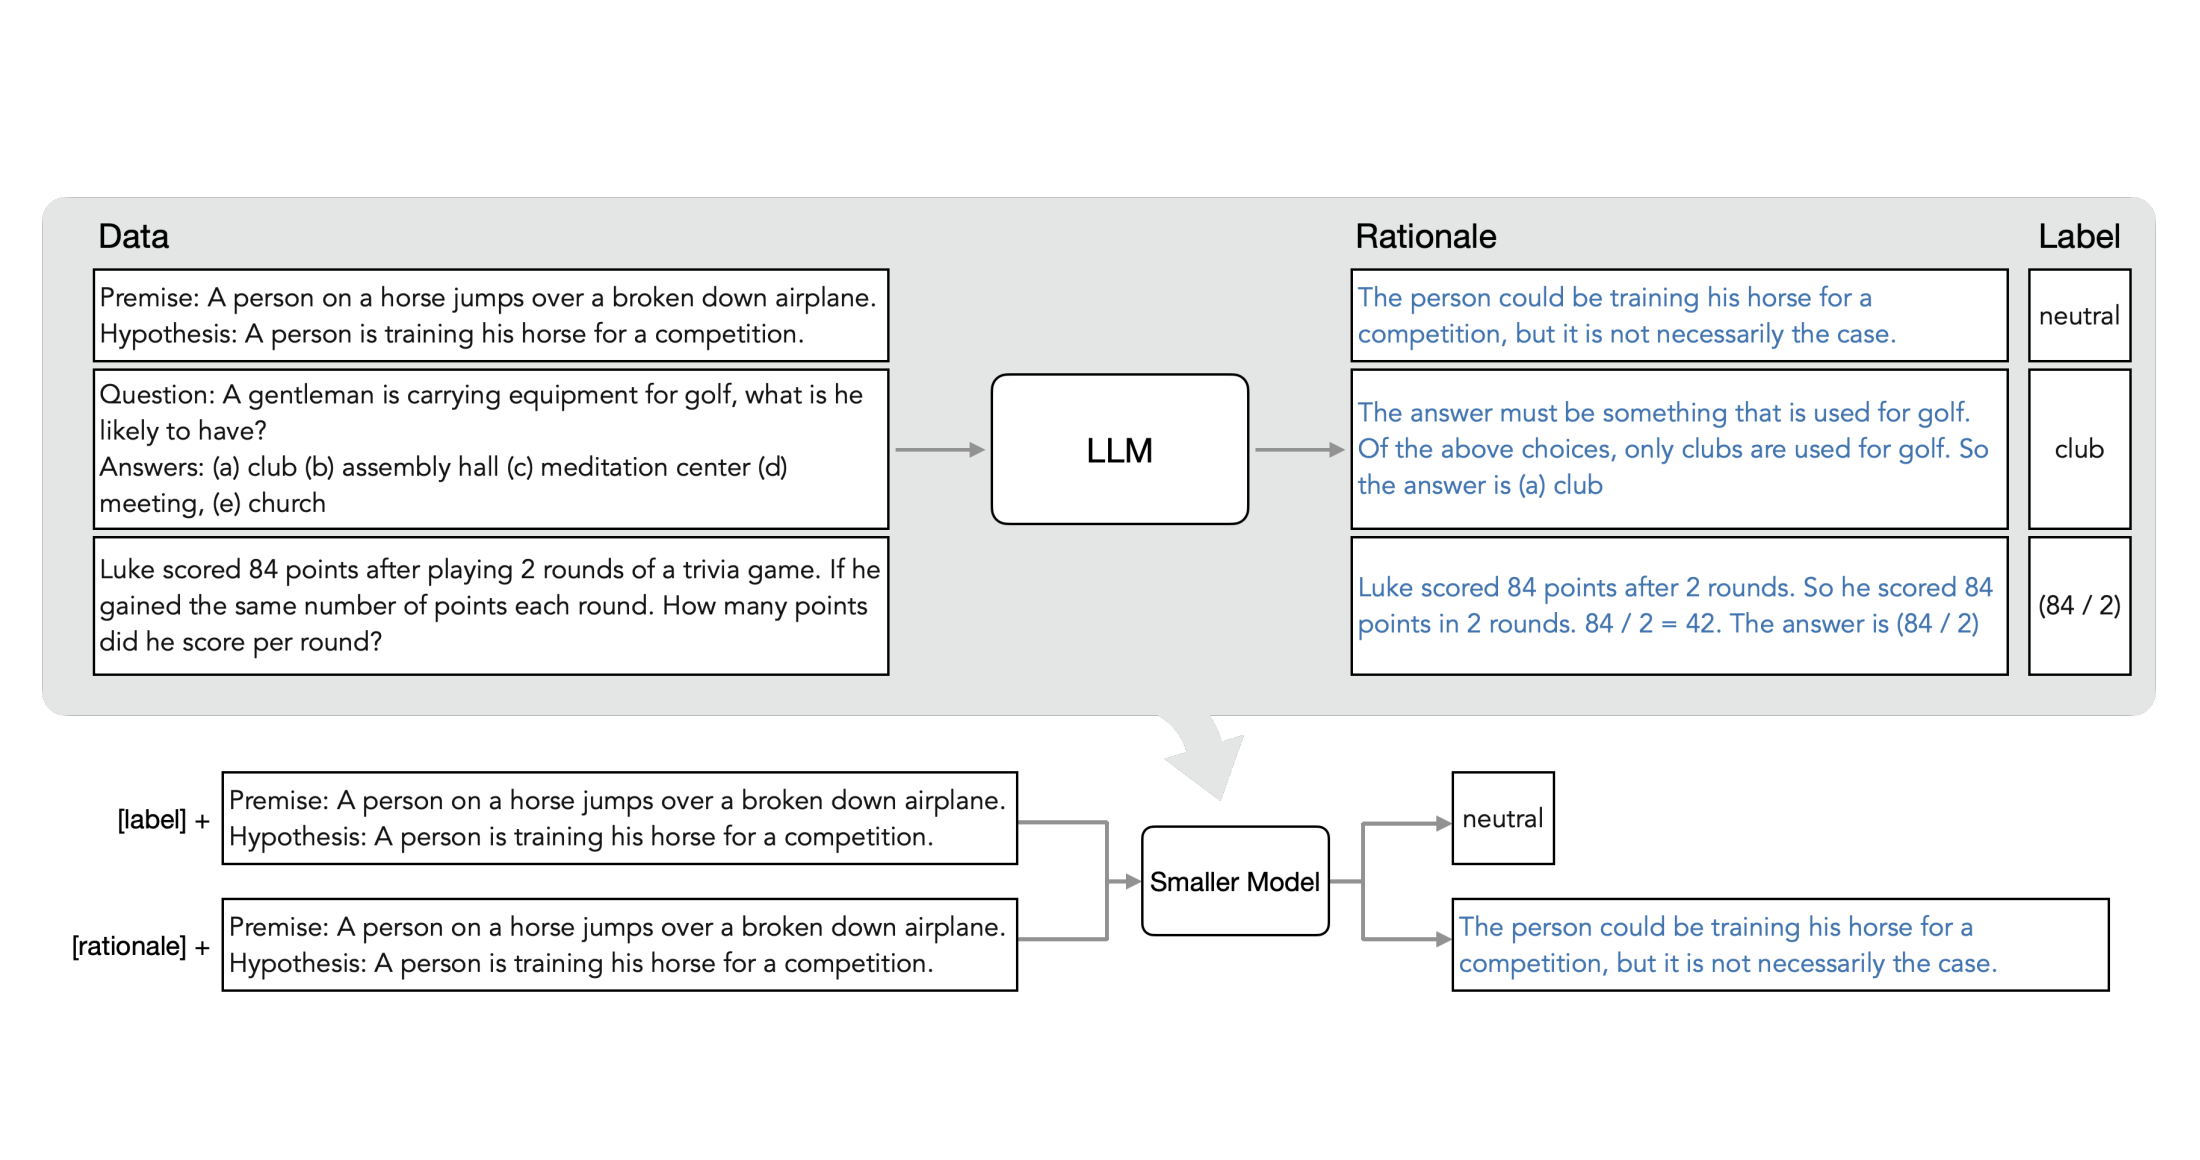 Data
Rationale
Label
Premise: A person on a horse jumps over a broken down airplane.
Hypothesis: A person is training his horse for a competition.
The person could be training his horse for a
competition, but it is not necessarily the case.
neutral
Question: A gentleman is carrying equipment for golf, what is he
likely to have?
Answers: (a) club (b) assembly hall (c) meditation center (d)
meeting, (e) church
LLM
The answer must be something that is used for golf.
Of the above choices, only clubs are used for golf. So
the answer is (a) club
club
Luke scored 84 points after playing 2 rounds of a trivia game. If he
gained the same number of points each round. How many points
did he score per round?
Luke scored 84 points after 2 rounds. So he scored 84
points in 2 rounds. 84 / 2 = 42. The answer is (84 / 2)
(84 / 2)
[label] +
Premise: A person on a horse jumps over a broken down airplane.
Hypothesis: A person is training his horse for a competition.
[rationale] +
Premise: A person on a horse jumps over a broken down airplane.
Hypothesis: A person is training his horse for a competition.
Smaller Model
neutral
The person could be training his horse for a
competition, but it is not necessarily the case.